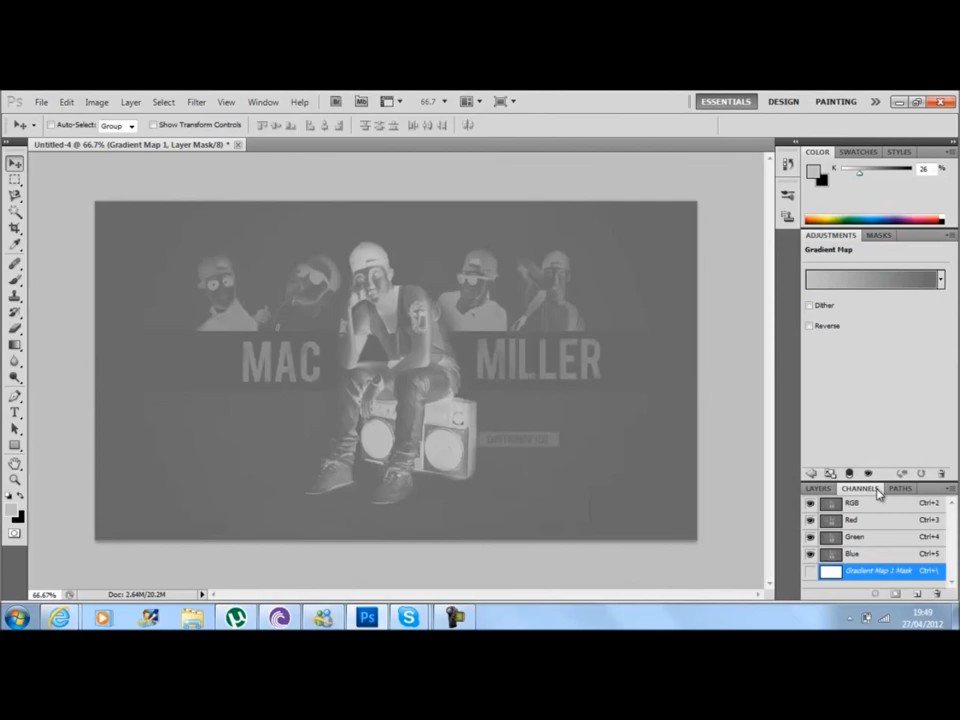 Ps File Edit Image Layer Select Filter View Window Help Mb 66.7 ESSENTIALS DESIGN PAINTING
Auto-Select: Group Show Transform Controls
Untitled-4 @ 66.7% (Gradient Map 1, Layer Mask/8) *
COLOR SWATCHES STYLES
K 26 %
ADJUSTMENTS MASKS
Gradient Map
Dither
Reverse
MAC MILLER
LAYERS CHANNELS PATHS
RGB Ctrl+2
Red Ctrl+3
Green Ctrl+4
Blue Ctrl+5
Gradient Map 1 Mask Ctrl+\
66.67% Doc: 2.64M/20.2M
19:49
27/04/2012